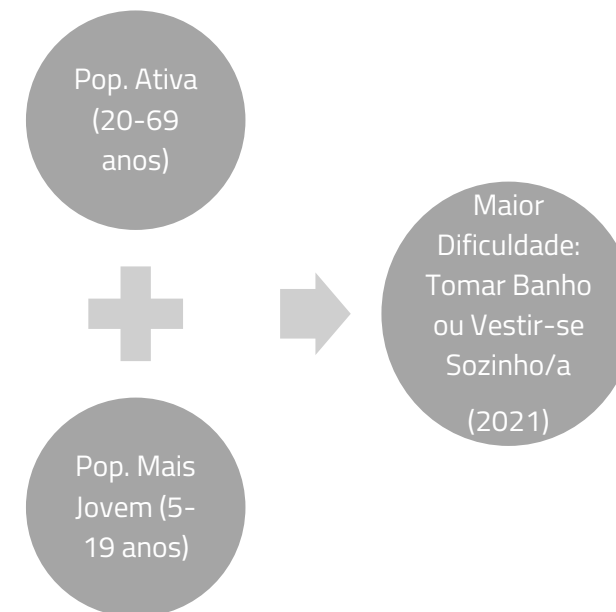 Pop. Ativa
(20-69
anos)
Pop. Mais
Jovem (5-
19 anos)
Maior
Dificuldade:
Tomar Banho
ou Vestir-se
Sozinho/a
(2021)